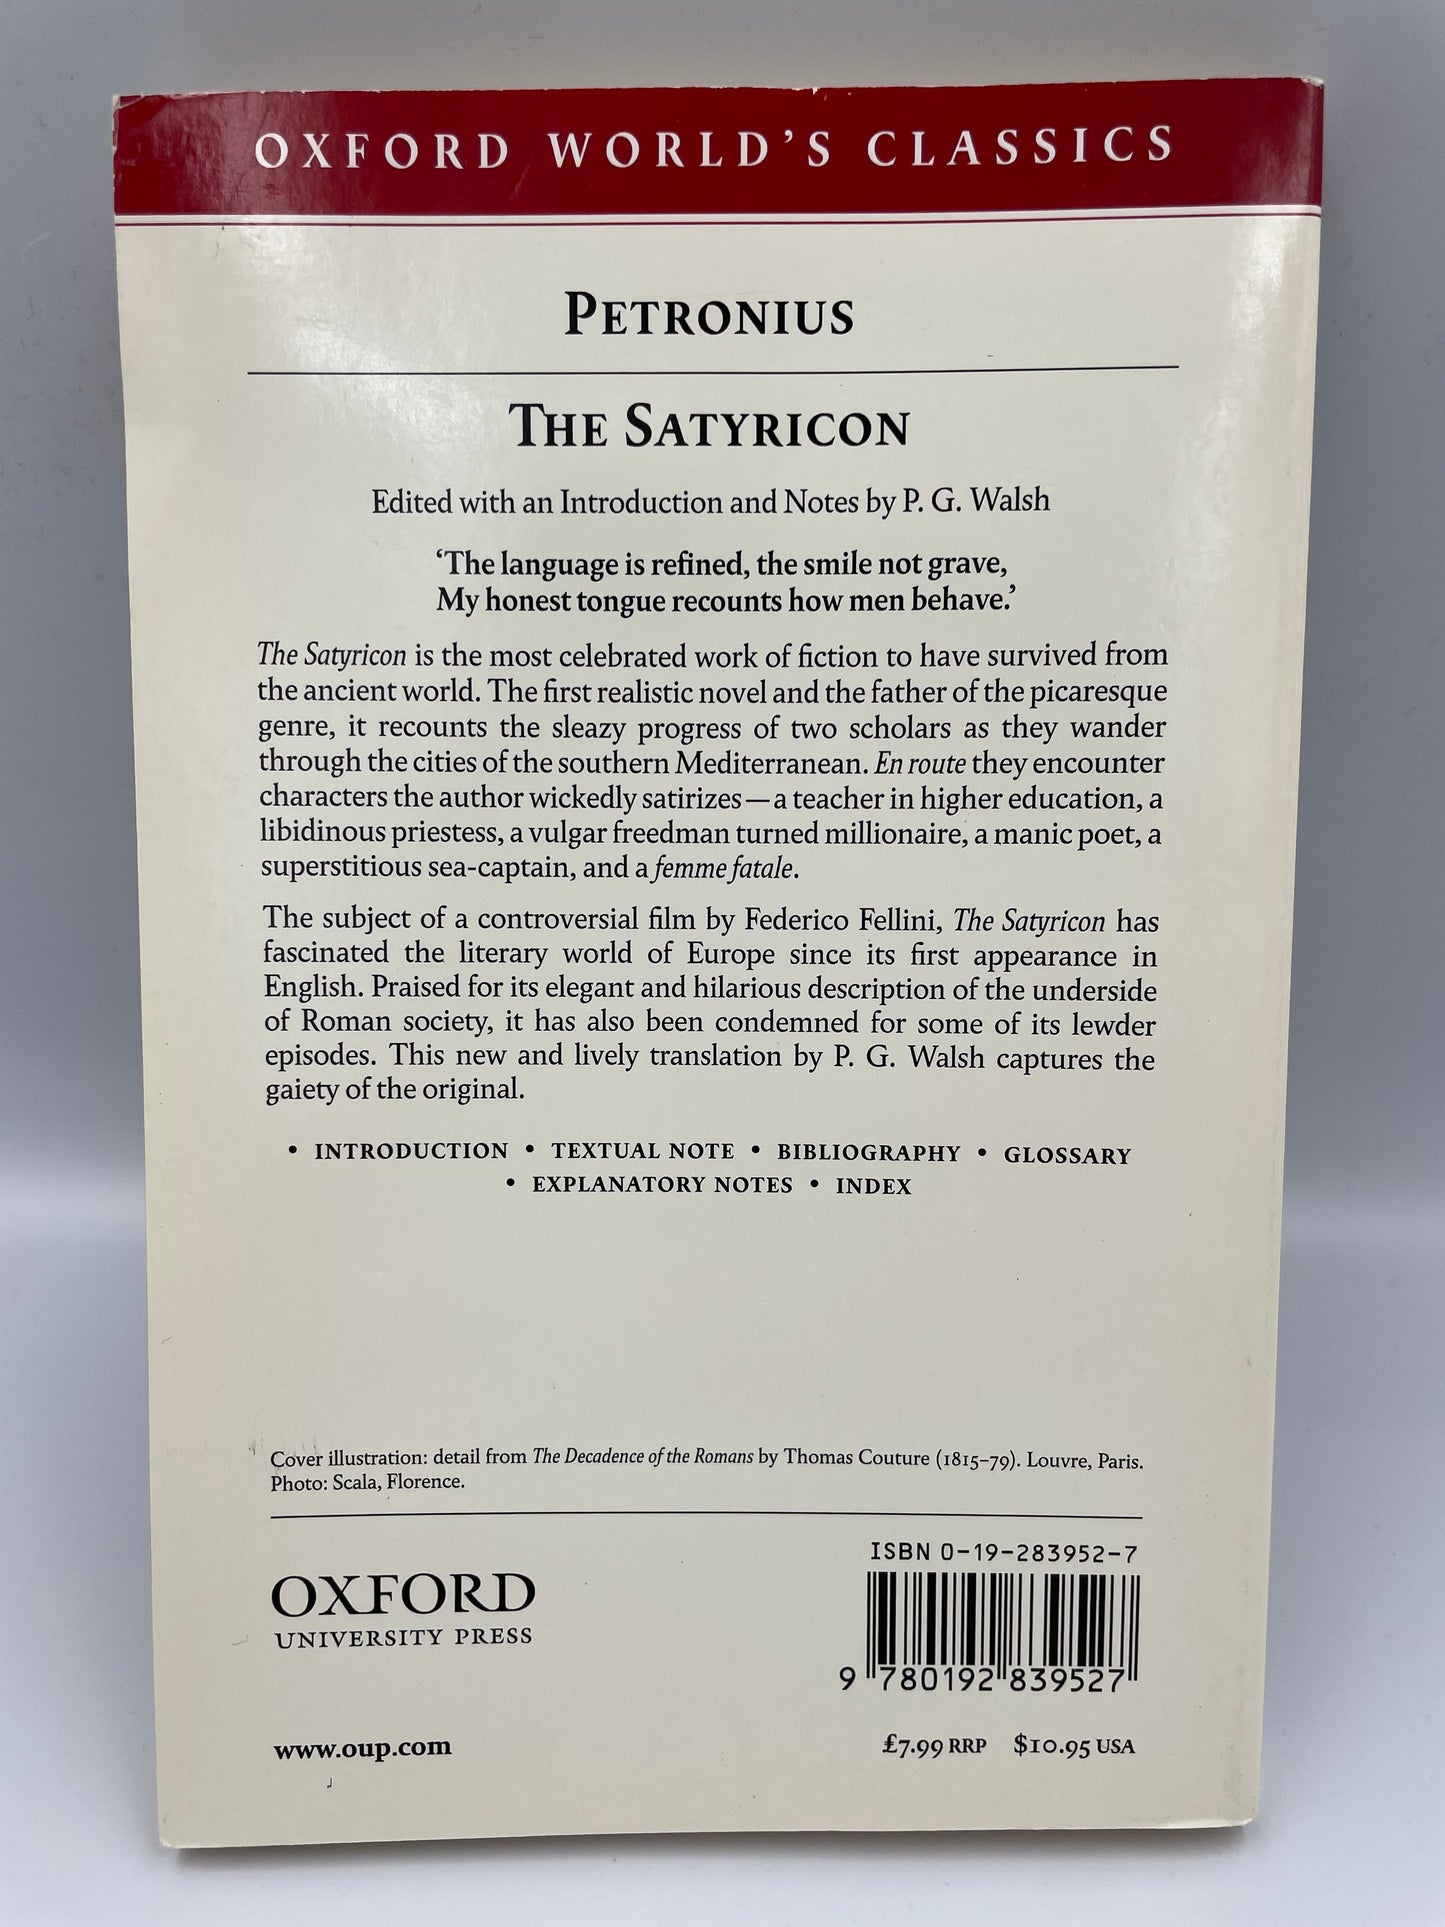 OXFORD WORLD'S CLASSICS
PETRONIUS
THE SATYRICON
Edited with an Introduction and Notes by P. G. Walsh
‘The language is refined, the smile not grave,
My honest tongue recounts how men behave.’
The Satyricon is the most celebrated work of fiction to have survived from
the ancient world. The first realistic novel and the father of the picaresque
genre, it recounts the sleazy progress of two scholars as they wander
through the cities of the southern Mediterranean. En route they encounter
characters the author wickedly satirizes—a teacher in higher education, a
libidinous priestess, a vulgar freedman turned millionaire, a manic poet, a
superstitious sea-captain, and a femme fatale.
The subject of a controversial film by Federico Fellini, The Satyricon has
fascinated the literary world of Europe since its first appearance in
English. Praised for its elegant and hilarious description of the underside
of Roman society, it has also been condemned for some of its lewder
episodes. This new and lively translation by P. G. Walsh captures the
gaiety of the original.
• INTRODUCTION • TEXTUAL NOTE • BIBLIOGRAPHY • GLOSSARY
• EXPLANATORY NOTES • INDEX
Cover illustration: detail from The Decadence of the Romans by Thomas Couture (1815–79). Louvre, Paris.
Photo: Scala, Florence.
ISBN 0-19-283952-7
OXFORD
UNIVERSITY PRESS
9 780192 839527
www.oup.com
£7.99 RRP $10.95 USA